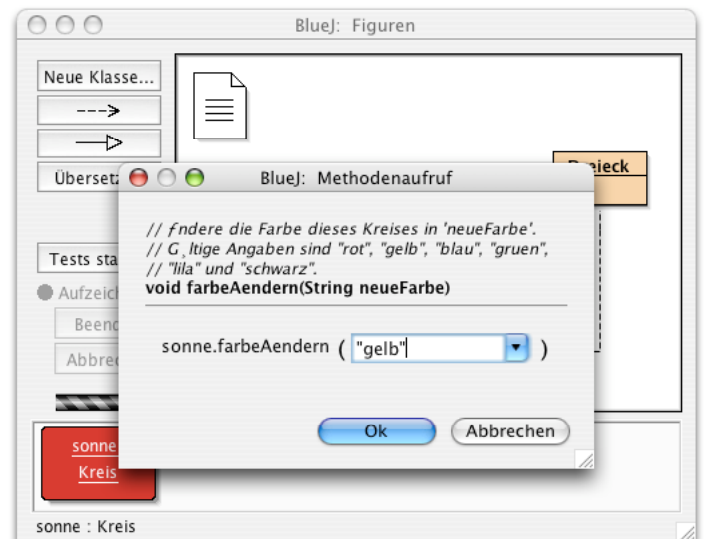 BlueJ: Figuren
Neue Klasse...
Übersetz
BlueJ: Methodenaufruf
// ƒndere die Farbe dieses Kreises in 'neueFarbe'.
// G¸ltige Angaben sind "rot", "gelb", "blau", "gruen",
// "lila" und "schwarz".
void farbeAendern(String neueFarbe)
sonne.farbeAendern ( "gelb" )
Ok
Abbrechen
Dreieck
Tests sta
Aufzeich
Been
Abbre
sonne
Kreis
sonne : Kreis